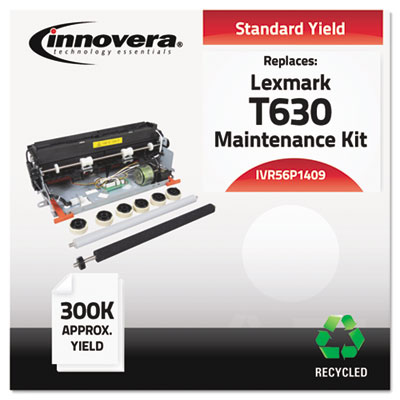 innovera
technology essentials
Standard Yield
Replaces:
Lexmark
T630
Maintenance Kit
IVR56P1409
300K
APPROX.
YIELD
RECYCLED